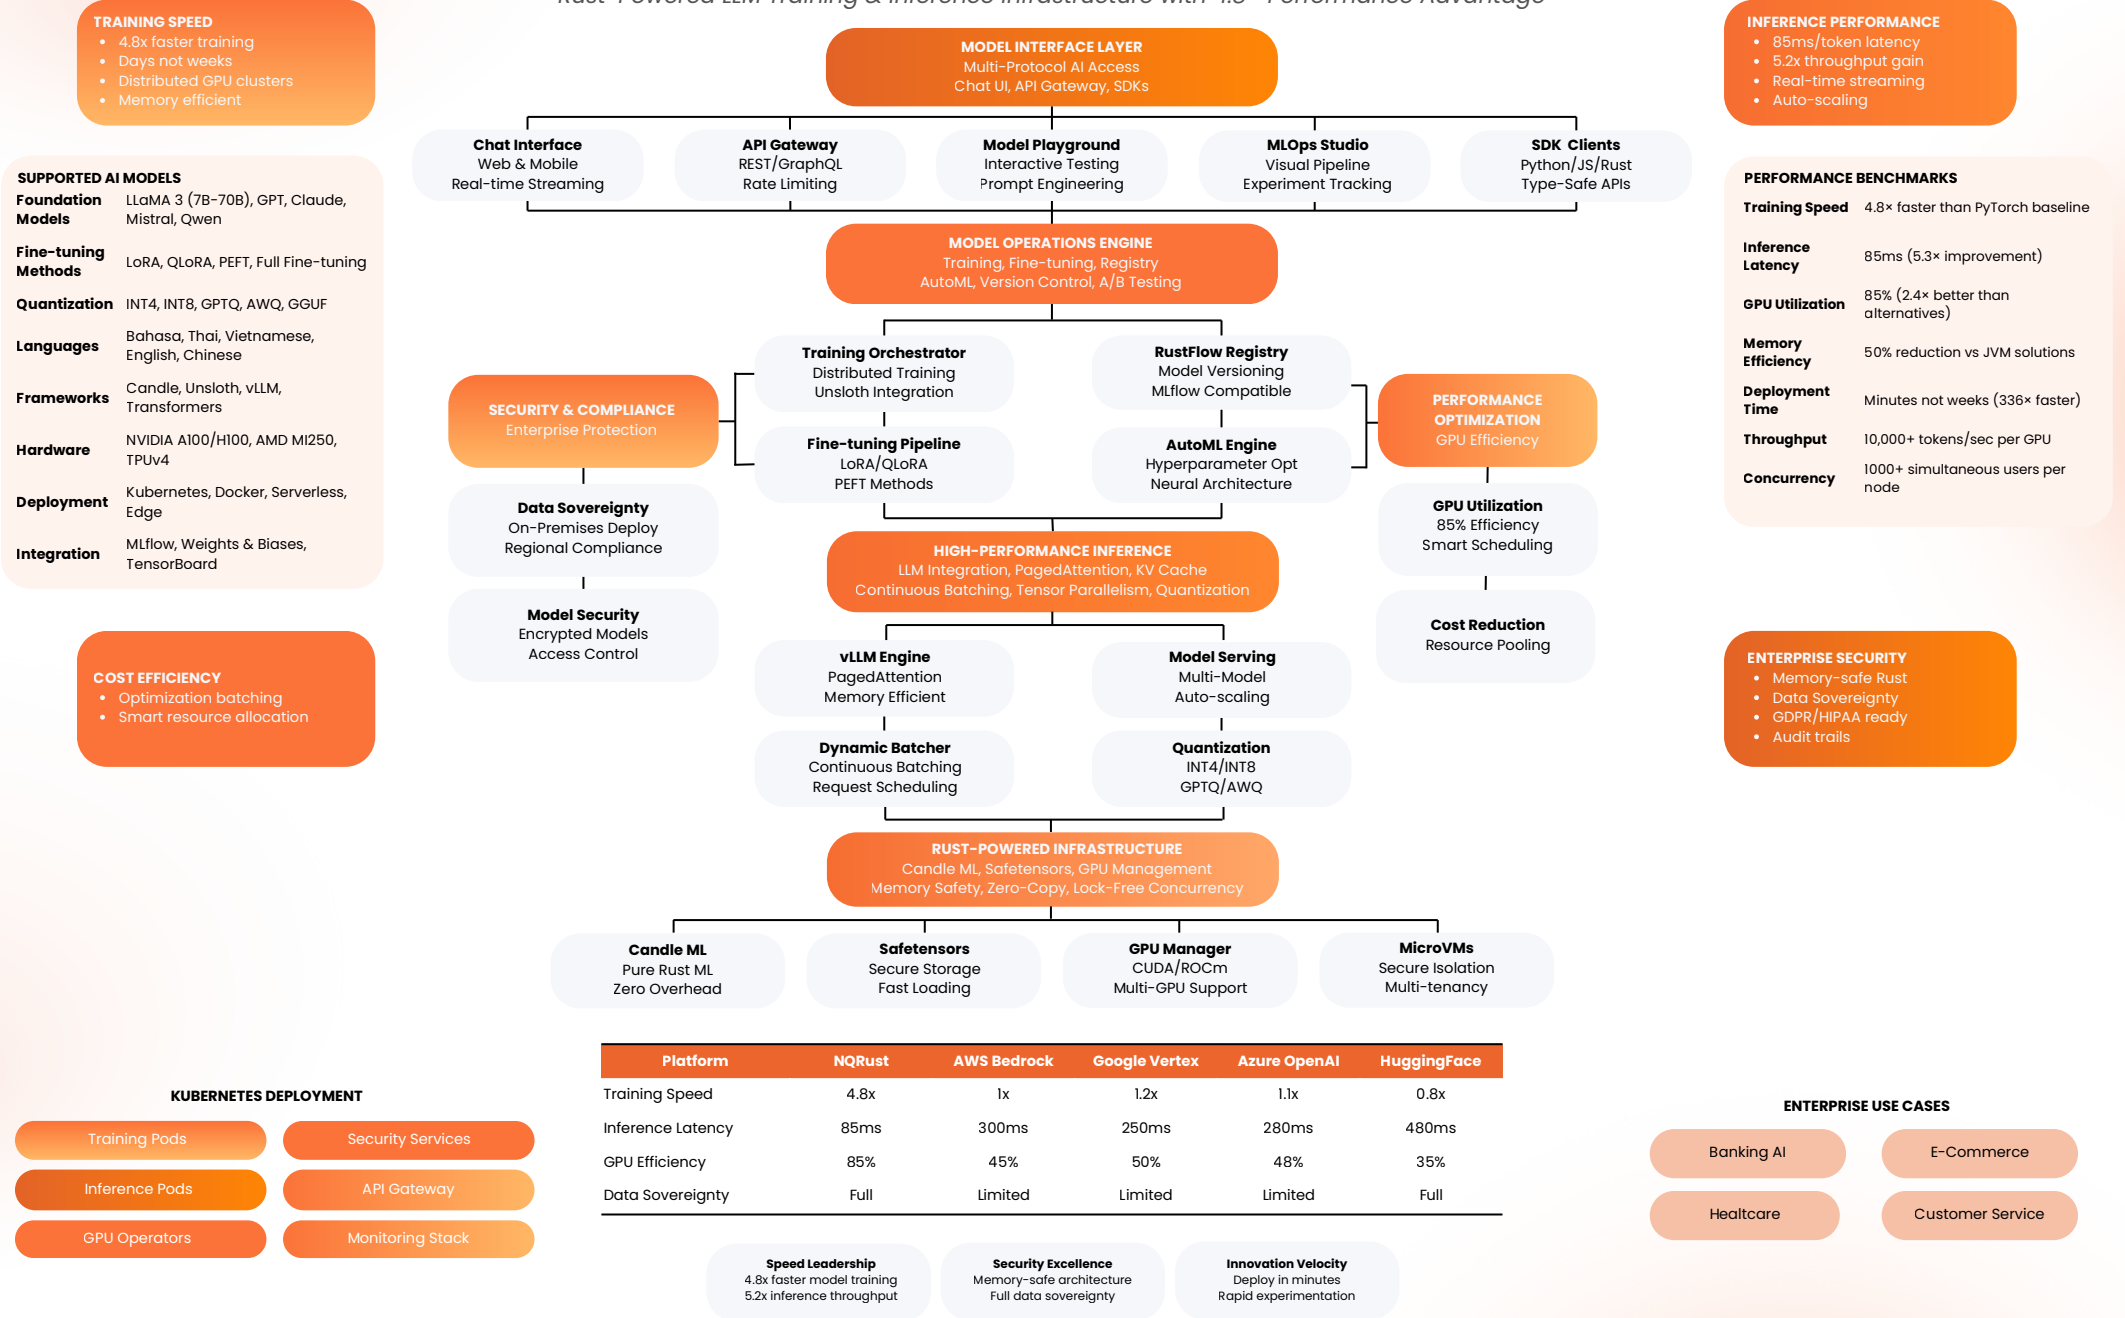 Rust-Powered LLM Training & Inference Infrastructure with 4.8× Performance Advantage
TRAINING SPEED
• 4.8x faster training
• Days not weeks
• Distributed GPU clusters
• Memory efficient
MODEL INTERFACE LAYER
Multi-Protocol AI Access
Chat UI, API Gateway, SDKs
INFERENCE PERFORMANCE
• 85ms/token latency
• 5.2x throughput gain
• Real-time streaming
• Auto-scaling
Chat Interface
Web & Mobile
Real-time Streaming
API Gateway
REST/GraphQL
Rate Limiting
Model Playground
Interactive Testing
Prompt Engineering
MLOps Studio
Visual Pipeline
Experiment Tracking
SDK Clients
Python/JS/Rust
Type-Safe APIs
SUPPORTED AI MODELS
Foundation Models
LLaMA 3 (7B-70B), GPT, Claude,
Mistral, Qwen
Fine-tuning Methods
LoRA, QLoRA, PEFT, Full Fine-tuning
Quantization
INT4, INT8, GPTQ, AWQ, GGUF
Languages
Bahasa, Thai, Vietnamese,
English, Chinese
Frameworks
Candle, Unsloth, vLLM,
Transformers
Hardware
NVIDIA A100/H100, AMD MI250,
TPUv4
Deployment
Kubernetes, Docker, Serverless,
Edge
Integration
MLflow, Weights & Biases,
TensorBoard
PERFORMANCE BENCHMARKS
Training Speed 4.8× faster than PyTorch baseline
Inference
Latency
85ms (5.3× improvement)
GPU Utilization
85% (2.4× better than
alternatives)
Memory
Efficiency
50% reduction vs JVM solutions
Deployment
Time
Minutes not weeks (336× faster)
Throughput 10,000+ tokens/sec per GPU
Concurrency
1000+ simultaneous users per
node
MODEL OPERATIONS ENGINE
Training, Fine-tuning, Registry
AutoML, Version Control, A/B Testing
Training Orchestrator
Distributed Training
Unsloth Integration
RustFlow Registry
Model Versioning
MLflow Compatible
SECURITY & COMPLIANCE
Enterprise Protection
Fine-tuning Pipeline
LoRA/QLoRA
PEFT Methods
AutoML Engine
Hyperparameter Opt
Neural Architecture
PERFORMANCE
OPTIMIZATION
GPU Efficiency
Data Sovereignty
On-Premises Deploy
Regional Compliance
GPU Utilization
85% Efficiency
Smart Scheduling
HIGH-PERFORMANCE INFERENCE
LLM Integration, PagedAttention, KV Cache
Continuous Batching, Tensor Parallelism, Quantization
Model Security
Encrypted Models
Access Control
Cost Reduction
Resource Pooling
vLLM Engine
PagedAttention
Memory Efficient
Model Serving
Multi-Model
Auto-scaling
COST EFFICIENCY
• Optimization batching
• Smart resource allocation
ENTERPRISE SECURITY
• Memory-safe Rust
• Data Sovereignty
• GDPR/HIPAA ready
• Audit trails
Dynamic Batcher
Continuous Batching
Request Scheduling
Quantization
INT4/INT8
GPTQ/AWQ
RUST-POWERED INFRASTRUCTURE
Candle ML, Safetensors, GPU Management
Memory Safety, Zero-Copy, Lock-Free Concurrency
Candle ML
Pure Rust ML
Zero Overhead
Safetensors
Secure Storage
Fast Loading
GPU Manager
CUDA/ROCm
Multi-GPU Support
MicroVMs
Secure Isolation
Multi-tenancy
Platform NQRust AWS Bedrock Google Vertex Azure OpenAI HuggingFace
Training Speed 4.8x 1x 1.2x 1.1x 0.8x
Inference Latency 85ms 300ms 250ms 280ms 480ms
GPU Efficiency 85% 45% 50% 48% 35%
Data Sovereignty Full Limited Limited Limited Full
KUBERNETES DEPLOYMENT
Training Pods Security Services
Inference Pods API Gateway
GPU Operators Monitoring Stack
ENTERPRISE USE CASES
Banking AI E-Commerce
Healtcare Customer Service
Speed Leadership
4.8x faster model training
5.2x inference throughput
Security Excellence
Memory-safe architecture
Full data sovereignty
Innovation Velocity
Deploy in minutes
Rapid experimentation